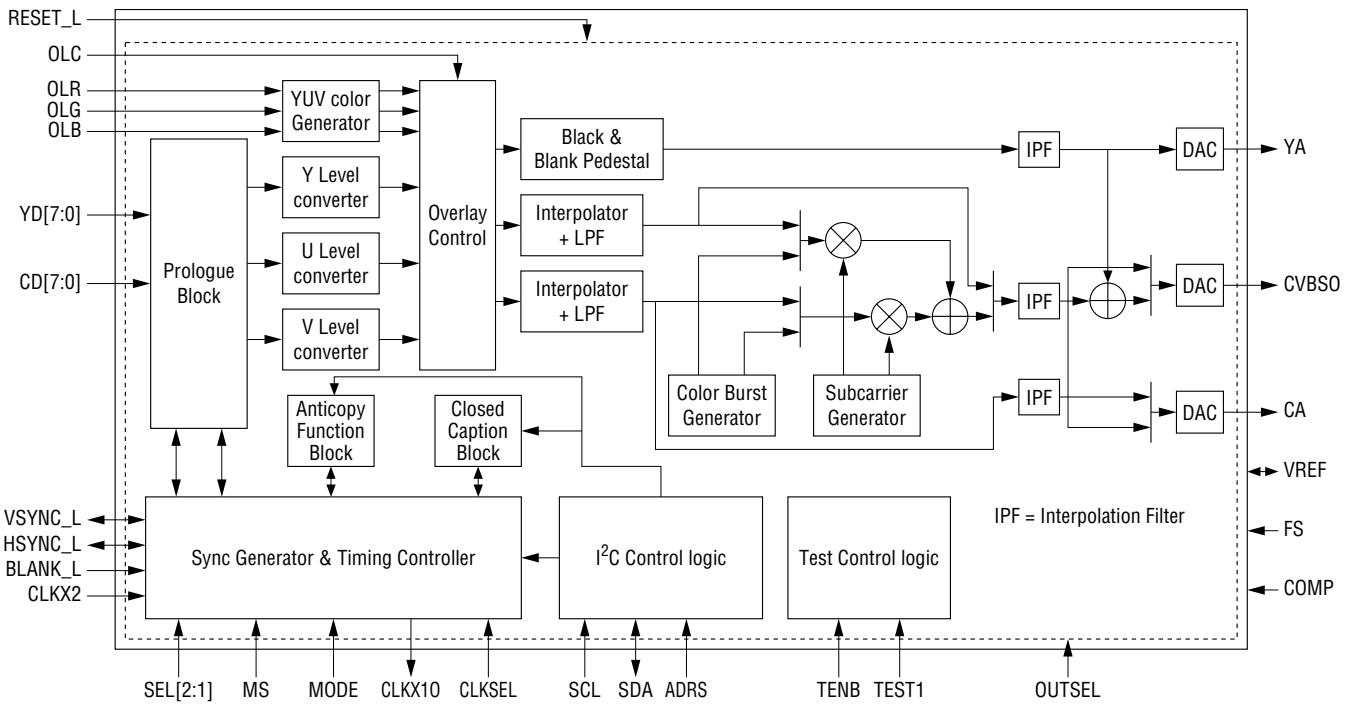 RESET_L
OLC
OLR
OLG
OLB
YD[7:0]
CD[7:0]
VSYNC_L
HSYNC_L
BLANK_L
CLKX2
Prologue
Block
YUV color
Generator
Y Level
converter
U Level
converter
V Level
converter
Overlay
Control
Black &
Blank Pedestal
Interpolator
+ LPF
Interpolator
+ LPF
Anticopy
Function
Block
Closed
Caption
Block
Color Burst
Generator
Subcarrier
Generator
IPF
IPF
IPF
DAC
DAC
DAC
YA
CVBSO
CA
VREF
FS
COMP
Sync Generator & Timing Controller
I²C Control logic
Test Control logic
IPF = Interpolation Filter
SEL[2:1]
MS
MODE
CLKX1O
CLKSEL
SCL
SDA
ADRS
TENB
TEST1
OUTSEL